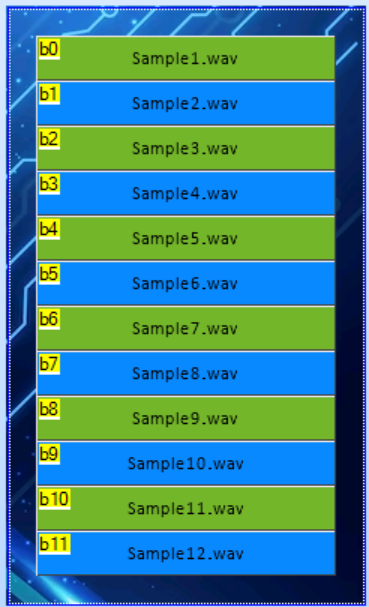 b0 Sample1.wav
b1 Sample2.wav
b2 Sample3.wav
b3 Sample4.wav
b4 Sample5.wav
b5 Sample6.wav
b6 Sample7.wav
b7 Sample8.wav
b8 Sample9.wav
b9 Sample10.wav
b10 Sample11.wav
b11 Sample12.wav